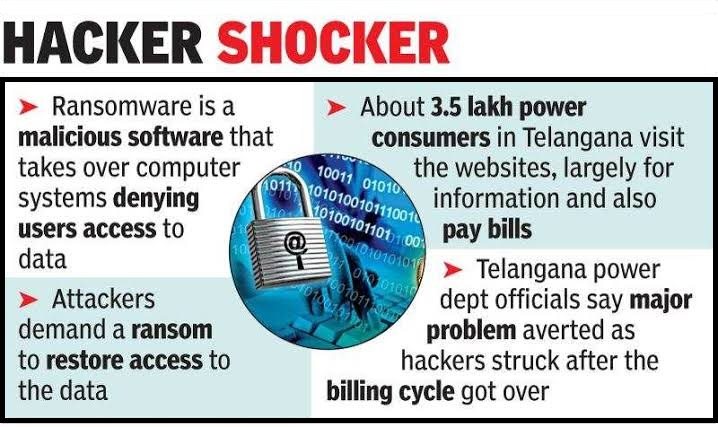 HACKER SHOCKER
➤ Ransomware is a
malicious software that
takes over computer
systems denying
users access to
data
➤ Attackers
demand a ransom
to restore access to
the data
➤ About 3.5 lakh power
consumers in Telangana visit
the websites, largely for
information and also
pay bills
➤ Telangana power
dept officials say major
problem averted as
hackers struck after the
billing cycle got over
@
10011 01010